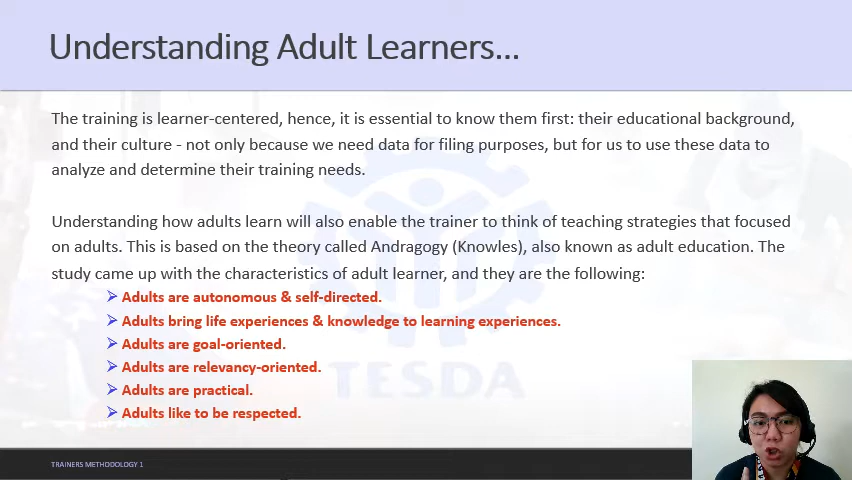 Understanding Adult Learners...
The training is learner-centered, hence, it is essential to know them first: their educational background,
and their culture - not only because we need data for filing purposes, but for us to use these data to
analyze and determine their training needs.
Understanding how adults learn will also enable the trainer to think of teaching strategies that focused
on adults. This is based on the theory called Andragogy (Knowles), also known as adult education. The
study came up with the characteristics of adult learner, and they are the following:
Adults are autonomous & self-directed.
Adults bring life experiences & knowledge to learning experiences.
Adults are goal-oriented.
Adults are relevancy-oriented.
TESDA
Adults are practical.
Adults like to be respected.
TRAINERS METHODOLOGY 1